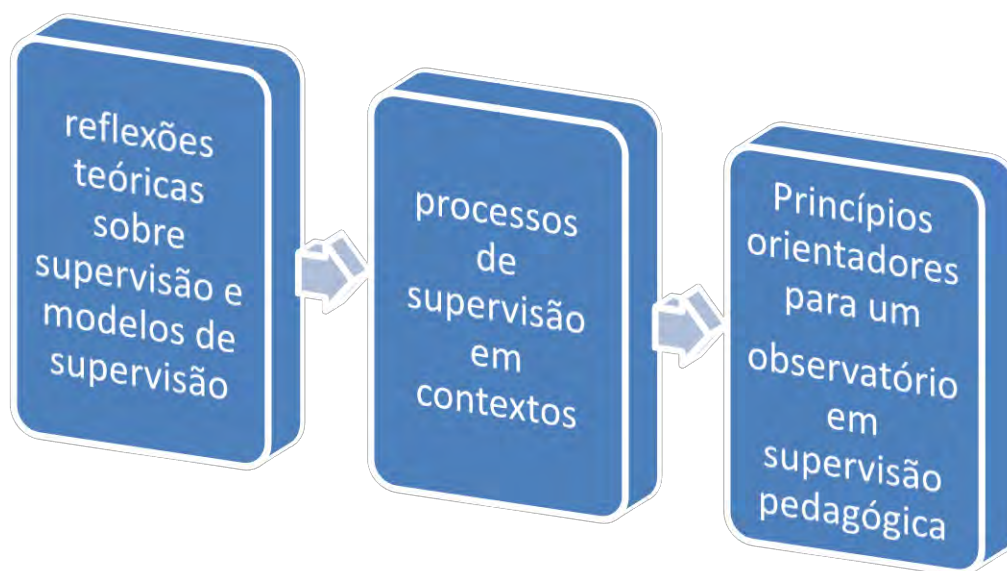 reflexões
teóricas
sobre
supervisão e
modelos de
supervisão
processos
de
supervisão
em
contextos
Princípios
orientadores
para um
observatório
em
supervisão
pedagógica